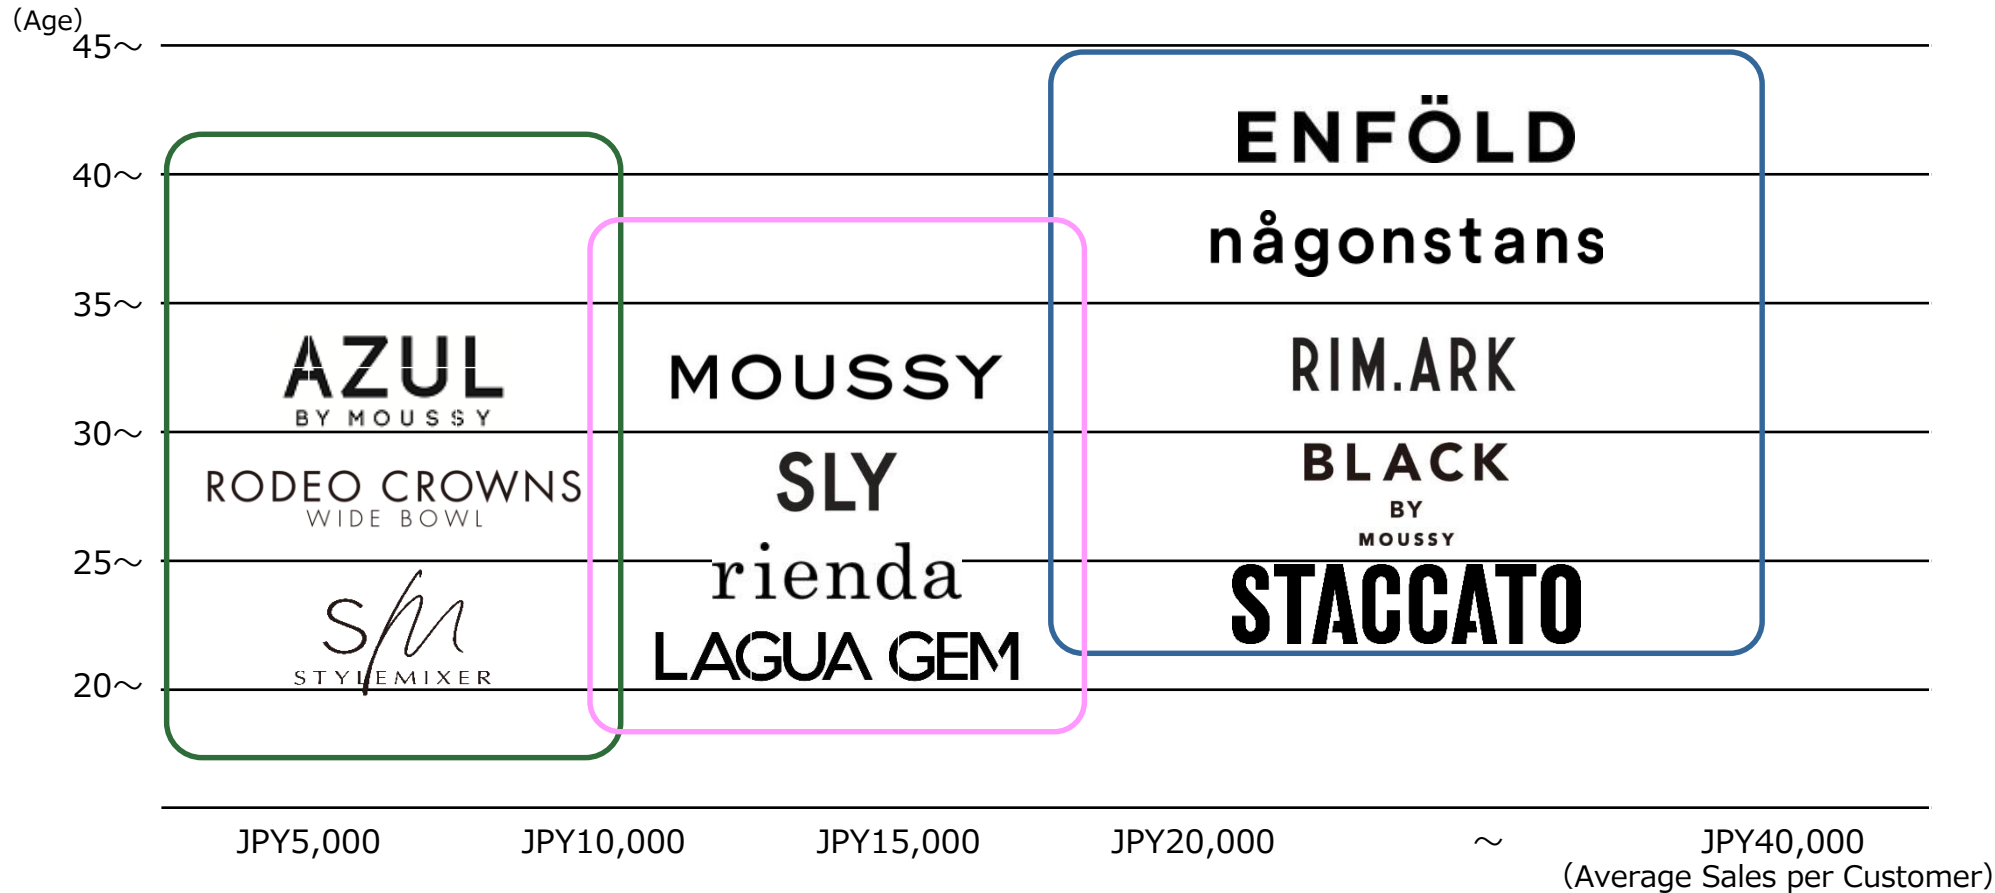 （Age）
45～
ENFÖLD
40～
någonstans
35～
AZUL
BY MOUSSY
MOUSSY
RIM.ARK
30～
RODEO CROWNS
WIDE BOWL
SLY
BLACK
BY
MOUSSY
25～
rienda
STACCATO
SM
STYLEMIXER
LAGUA GEM
20～
JPY5,000 JPY10,000 JPY15,000 JPY20,000 ～ JPY40,000
（Average Sales per Customer）